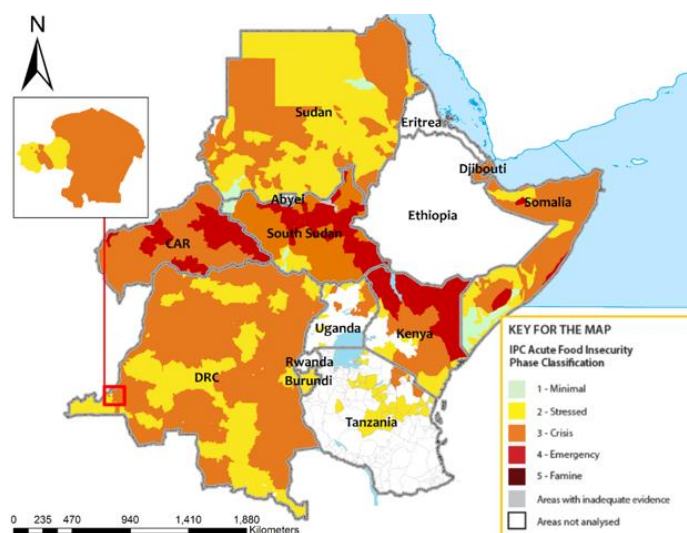 N
Sudan
Eritrea
Djibouti
Abyei
Ethiopia
Somalia
South Sudan
CAR
Uganda
Kenya
Rwanda
Burundi
DRC
Tanzania
KEY FOR THE MAP
IPC Acute Food Insecurity
Phase Classification
1 - Minimal
2 - Stressed
3 - Crisis
4 - Emergency
5 - Famine
Areas with inadequate evidence
Areas not analysed
0 235 470 940 1,410 1,880
Kilometers